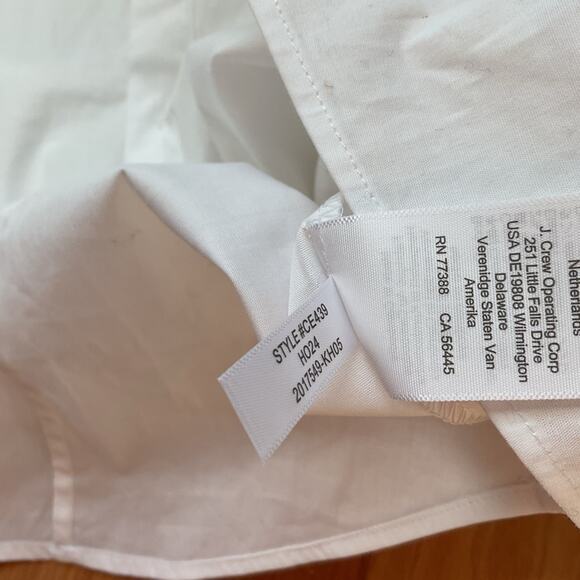 STYLE#CE439
HO24
2017549-KH05
Netherlands
J. Crew Operating Corp
251 Little Falls Drive
USA DE19808 Wilmington
Delaware
Verenidge Staten Van
Amerika
RN 77388 CA 56445